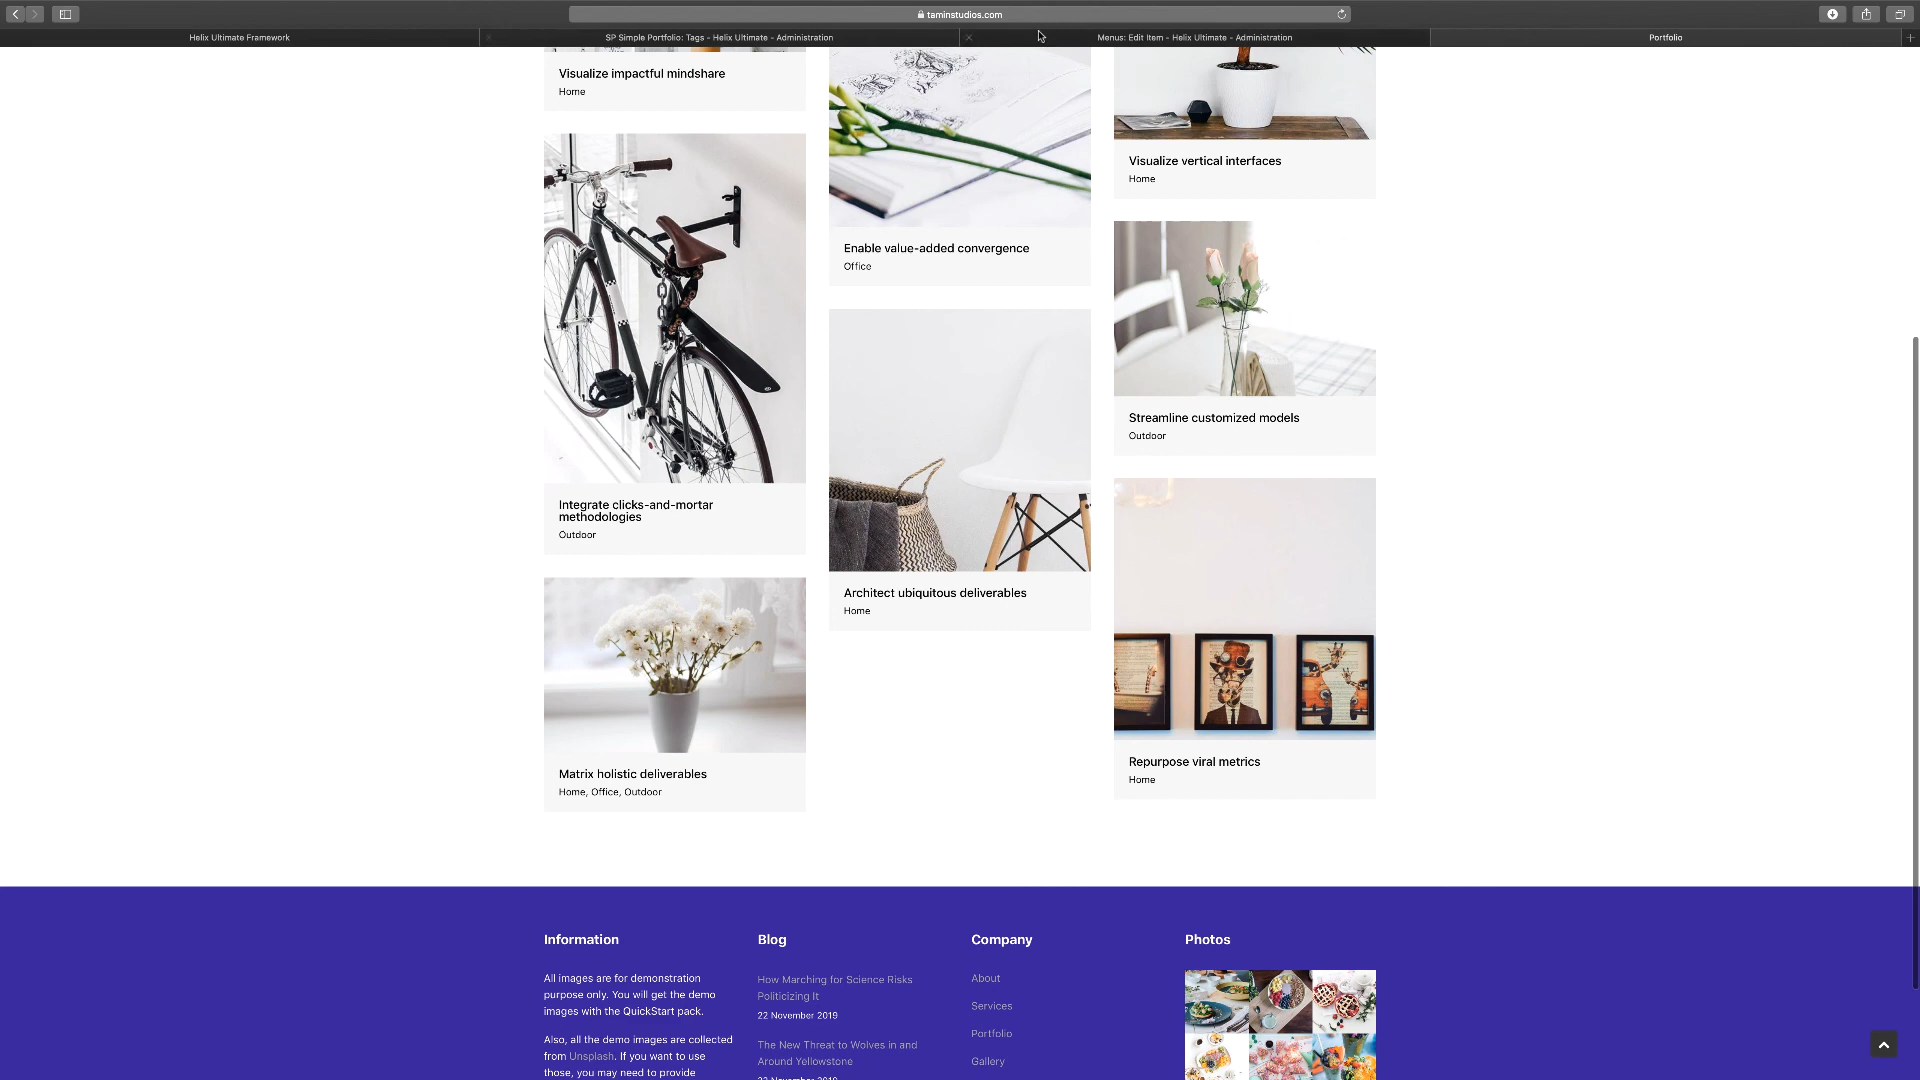 taminstudios.com
Helix Ultimate Framework
SP Simple Portfolio: Tags - Helix Ultimate - Administration
Menus: Edit Item - Helix Ultimate - Administration
Portfolio
Visualize impactful mindshare
Home
Integrate clicks-and-mortar
methodologies
Outdoor
Matrix holistic deliverables
Home, Office, Outdoor
Enable value-added convergence
Office
Architect ubiquitous deliverables
Home
Visualize vertical interfaces
Home
Streamline customized models
Outdoor
Repurpose viral metrics
Home
Information
All images are for demonstration
purpose only. You will get the demo
images with the QuickStart pack.
Also, all the demo images are collected
from Unsplash. If you want to use
those, you may need to provide
Blog
How Marching for Science Risks
Politicizing It
22 November 2019
The New Threat to Wolves in and
Around Yellowstone
Company
About
Services
Portfolio
Gallery
Photos